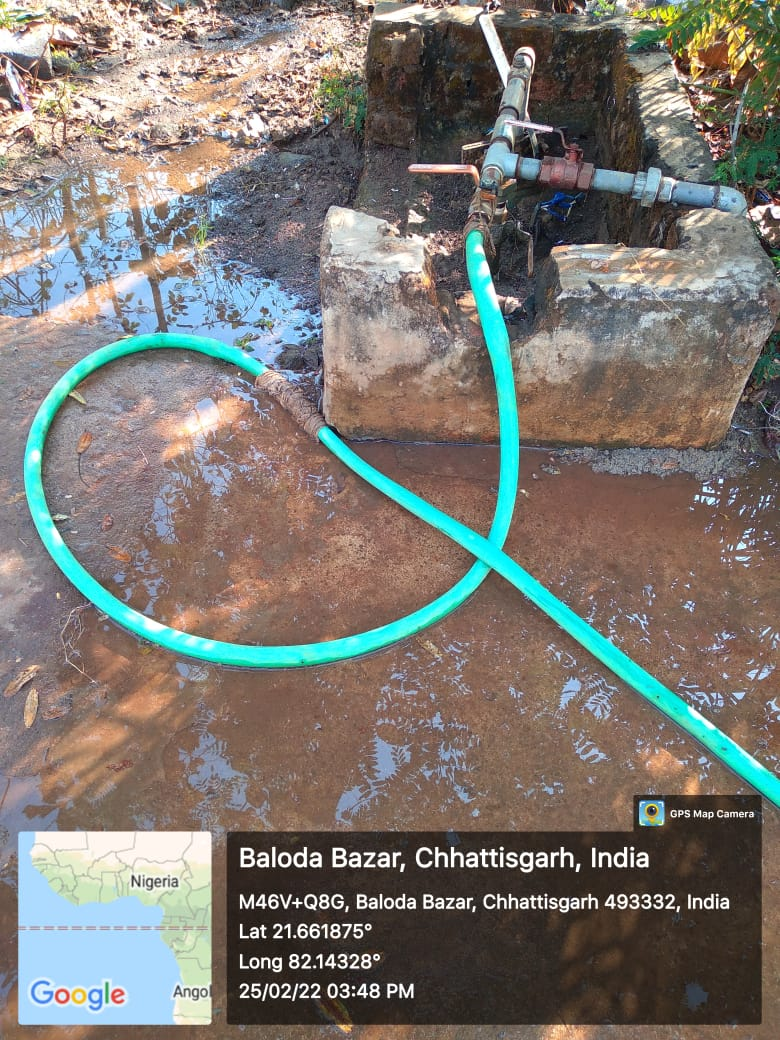 GPS Map Camera
Baloda Bazar, Chhattisgarh, India
M46V+Q8G, Baloda Bazar, Chhattisgarh 493332, India
Lat 21.661875°
Long 82.14328°
25/02/22 03:48 PM
Nigeria
Angol
Google